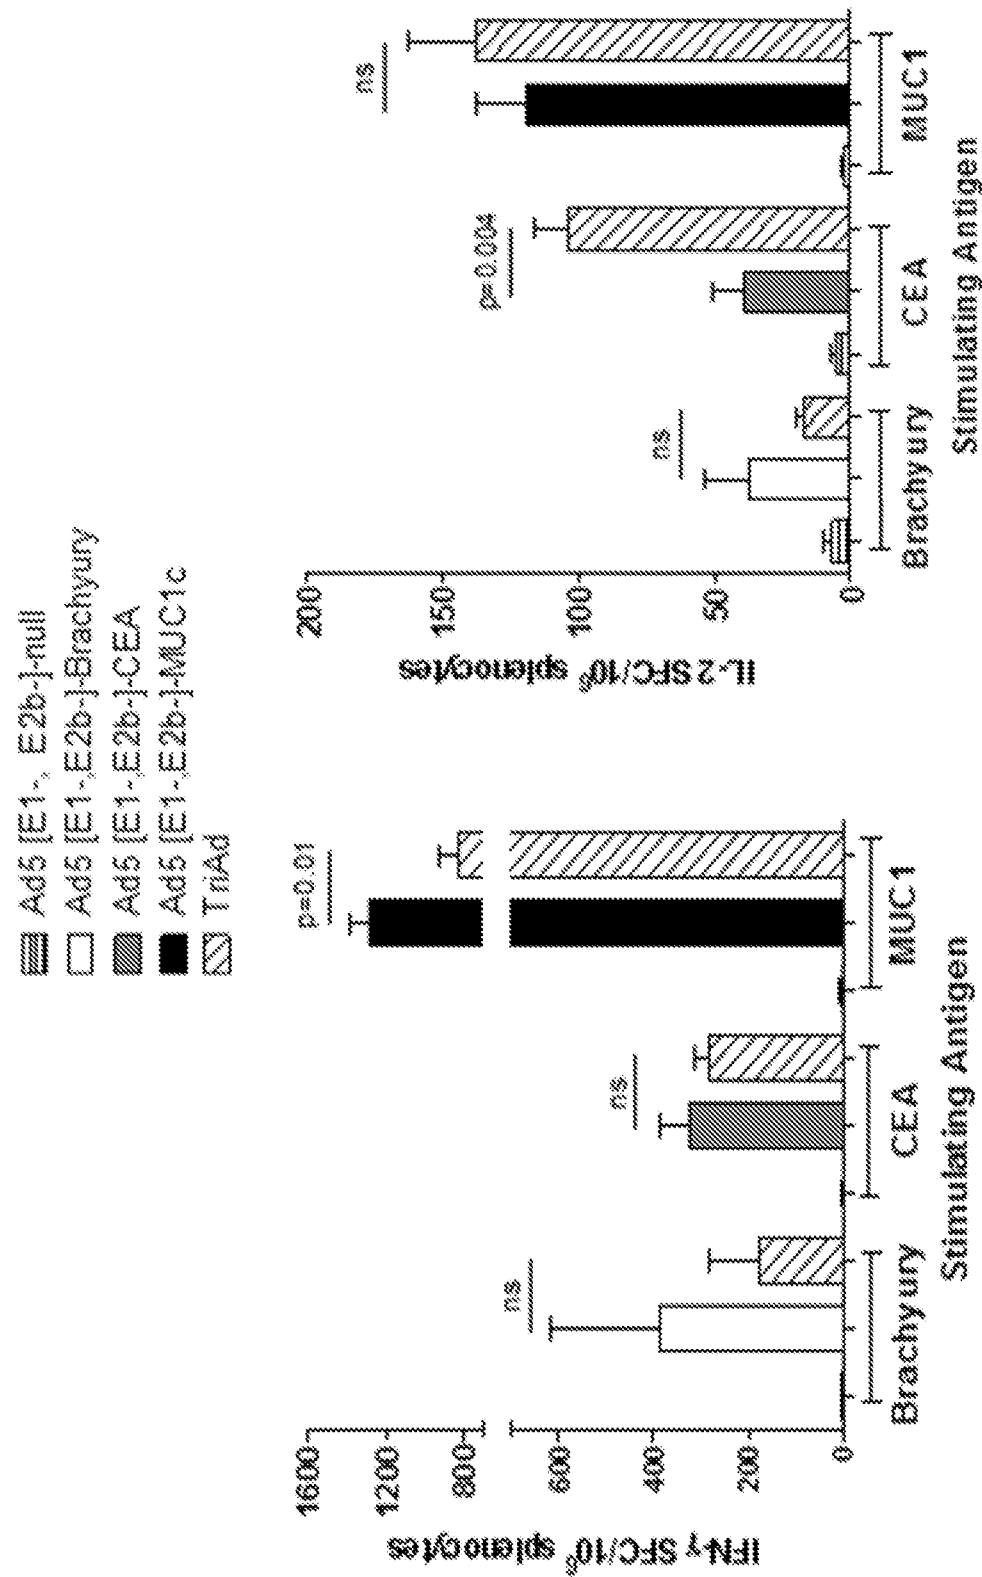 Ad5 [E1-, E2b-]-null
Ad5 [E1-,E2b-]-Brachyury
Ad5 [E1-,E2b-]-CEA
Ad5 [E1-,E2b-]-MUC1c
TriAd
IFN-γ SFC/10⁶ splenocytes
1600
1200
800
600
400
200
0
ns
ns
p=0.01
Brachyury
CEA
MUC1
Stimulating Antigen
IL-2 SFC/10⁶ splenocytes
200
150
100
50
0
ns
p=0.004
ns
Brachyury
CEA
MUC1
Stimulating Antigen